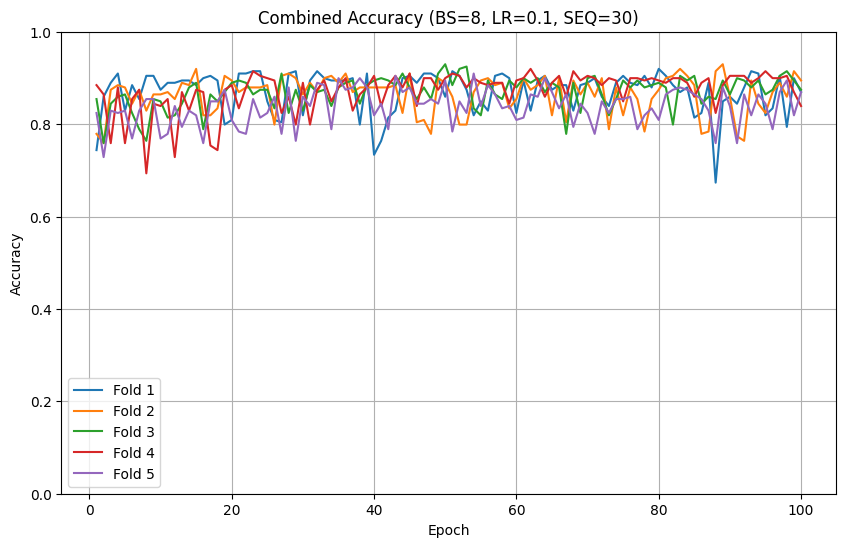 Combined Accuracy (BS=8, LR=0.1, SEQ=30)
1.0
0.8
0.6
0.4
0.2
0.0
Accuracy
Fold 1
Fold 2
Fold 3
Fold 4
Fold 5
0 20 40 60 80 100
Epoch